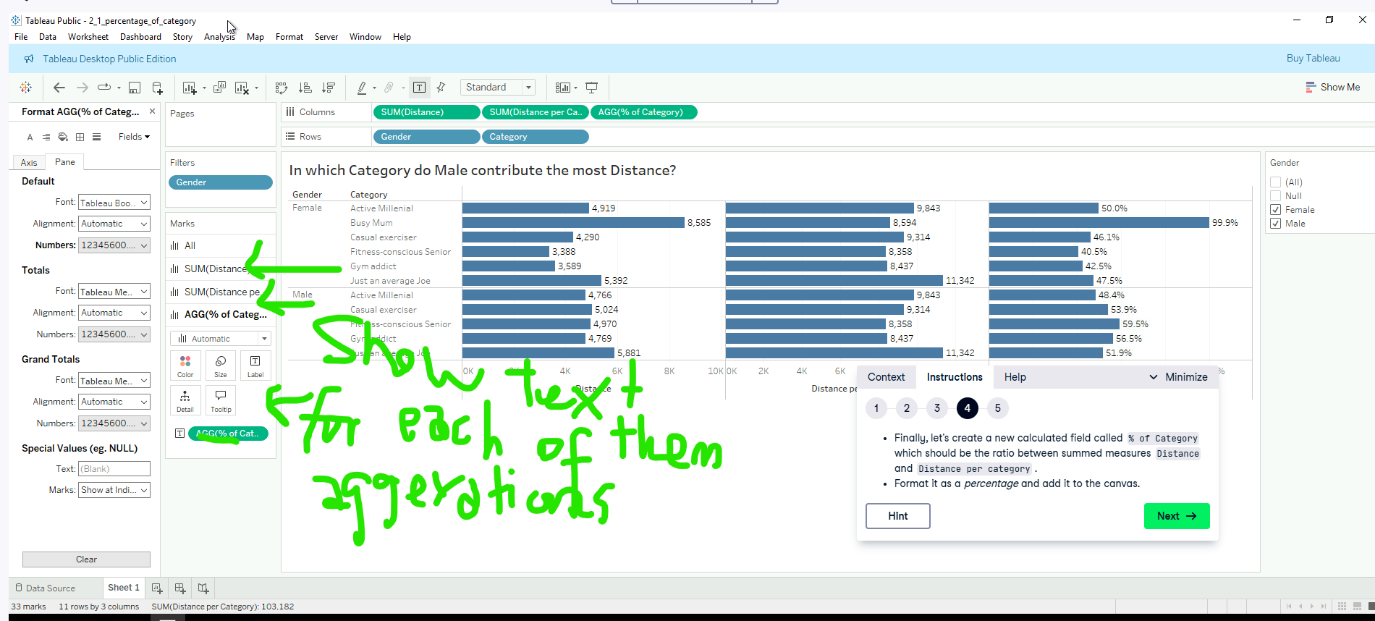 Tableau Public - 2_1_percentage_of_category
File Data Worksheet Dashboard Story Analysis Map Format Server Window Help
Tableau Desktop Public Edition
Buy Tableau
Standard
Show Me
Format AGG(% of Categ...
Fields
Axis Pane
Default
Font: Tableau Boo..
Alignment: Automatic
Numbers: 12345600....
Totals
Font: Tableau Me..
Alignment: Automatic
Numbers: 12345600....
Grand Totals
Font: Tableau Me..
Alignment: Automatic
Numbers: 12345600....
Special Values (eg. NULL)
Text: (Blank)
Marks: Show at Indi...
Clear
Pages
Filters
Gender
Marks
All
SUM(Distance)
SUM(Distance pe..
AGG(% of Categ...
Automatic
Color Size Label
Detail Tooltip
AGG(% of Cat..
Columns
SUM(Distance) SUM(Distance per Ca.. AGG(% of Category)
Rows
Gender Category
In which Category do Male contribute the most Distance?
Gender Category
Female Active Millenial 4,919 9,843 50.0%
Busy Mum 8,585 8,594 99.9%
Casual exerciser 4,290 9,314 46.1%
Fitness-conscious Senior 3,388 8,358 40.5%
Gym addict 3,589 8,437 42.5%
Just an average Joe 5,392 11,342 47.5%
Male Active Millenial 4,766 9,843 48.4%
Casual exerciser 5,024 9,314 53.9%
Fitness-conscious Senior 4,970 8,358 59.5%
Gym addict 4,769 8,437 56.5%
Just an average Joe 5,881 11,342 51.9%
0K 2K 4K 6K 8K 10K 0K 2K 4K 6K %
Distance Distance pe
Show text
for each of them
aggerations
Gender
(All)
Null
Female
Male
Context Instructions Help Minimize
1 2 3 4 5
• Finally, let's create a new calculated field called % of Category
which should be the ratio between summed measures Distance
and Distance per category .
• Format it as a percentage and add it to the canvas.
Hint
Next →
Data Source Sheet 1
33 marks 11 rows by 3 columns SUM(Distance per Category): 103,182